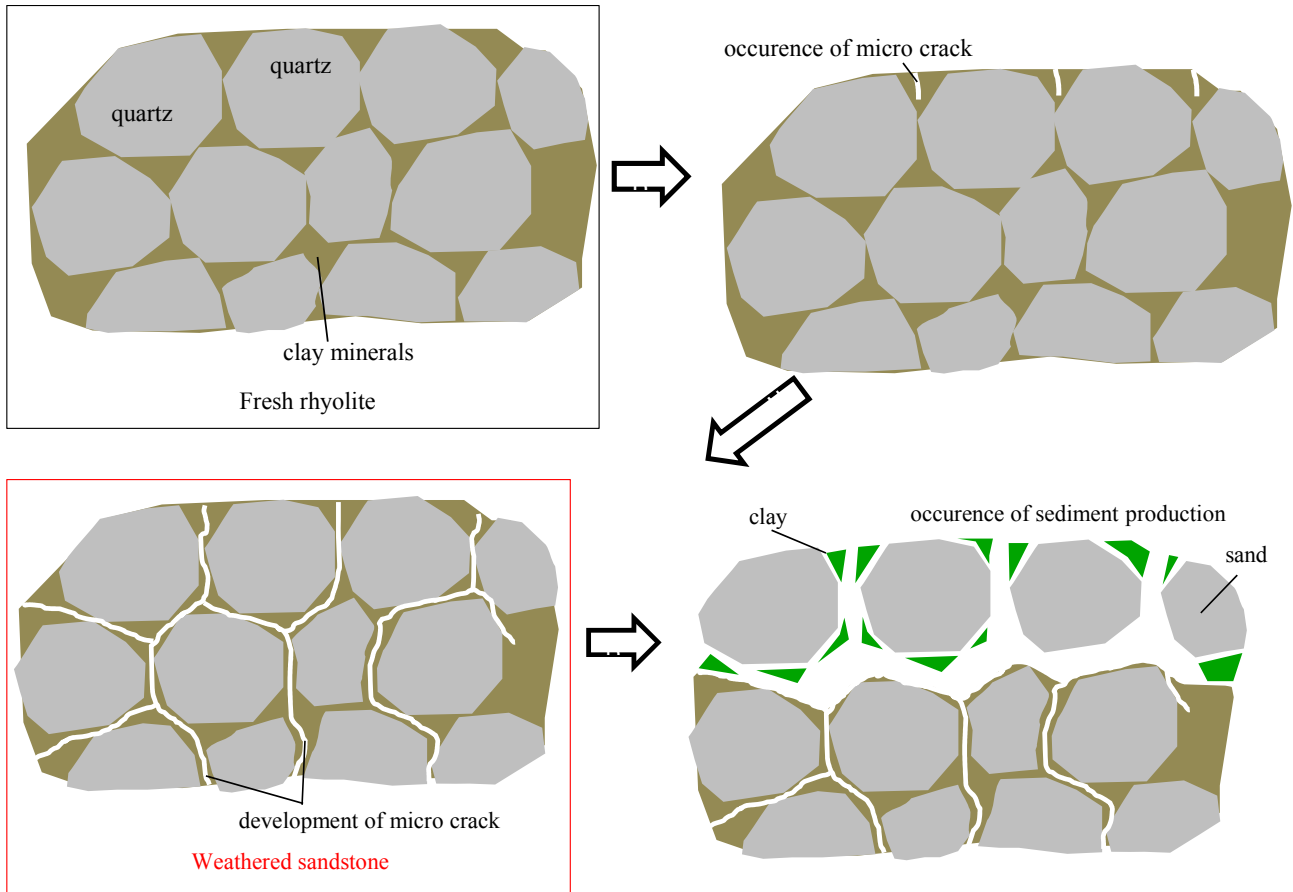 quartz
quartz
clay minerals
Fresh rhyolite
occurence of micro crack
development of micro crack
Weathered sandstone
clay
occurence of sediment production
sand